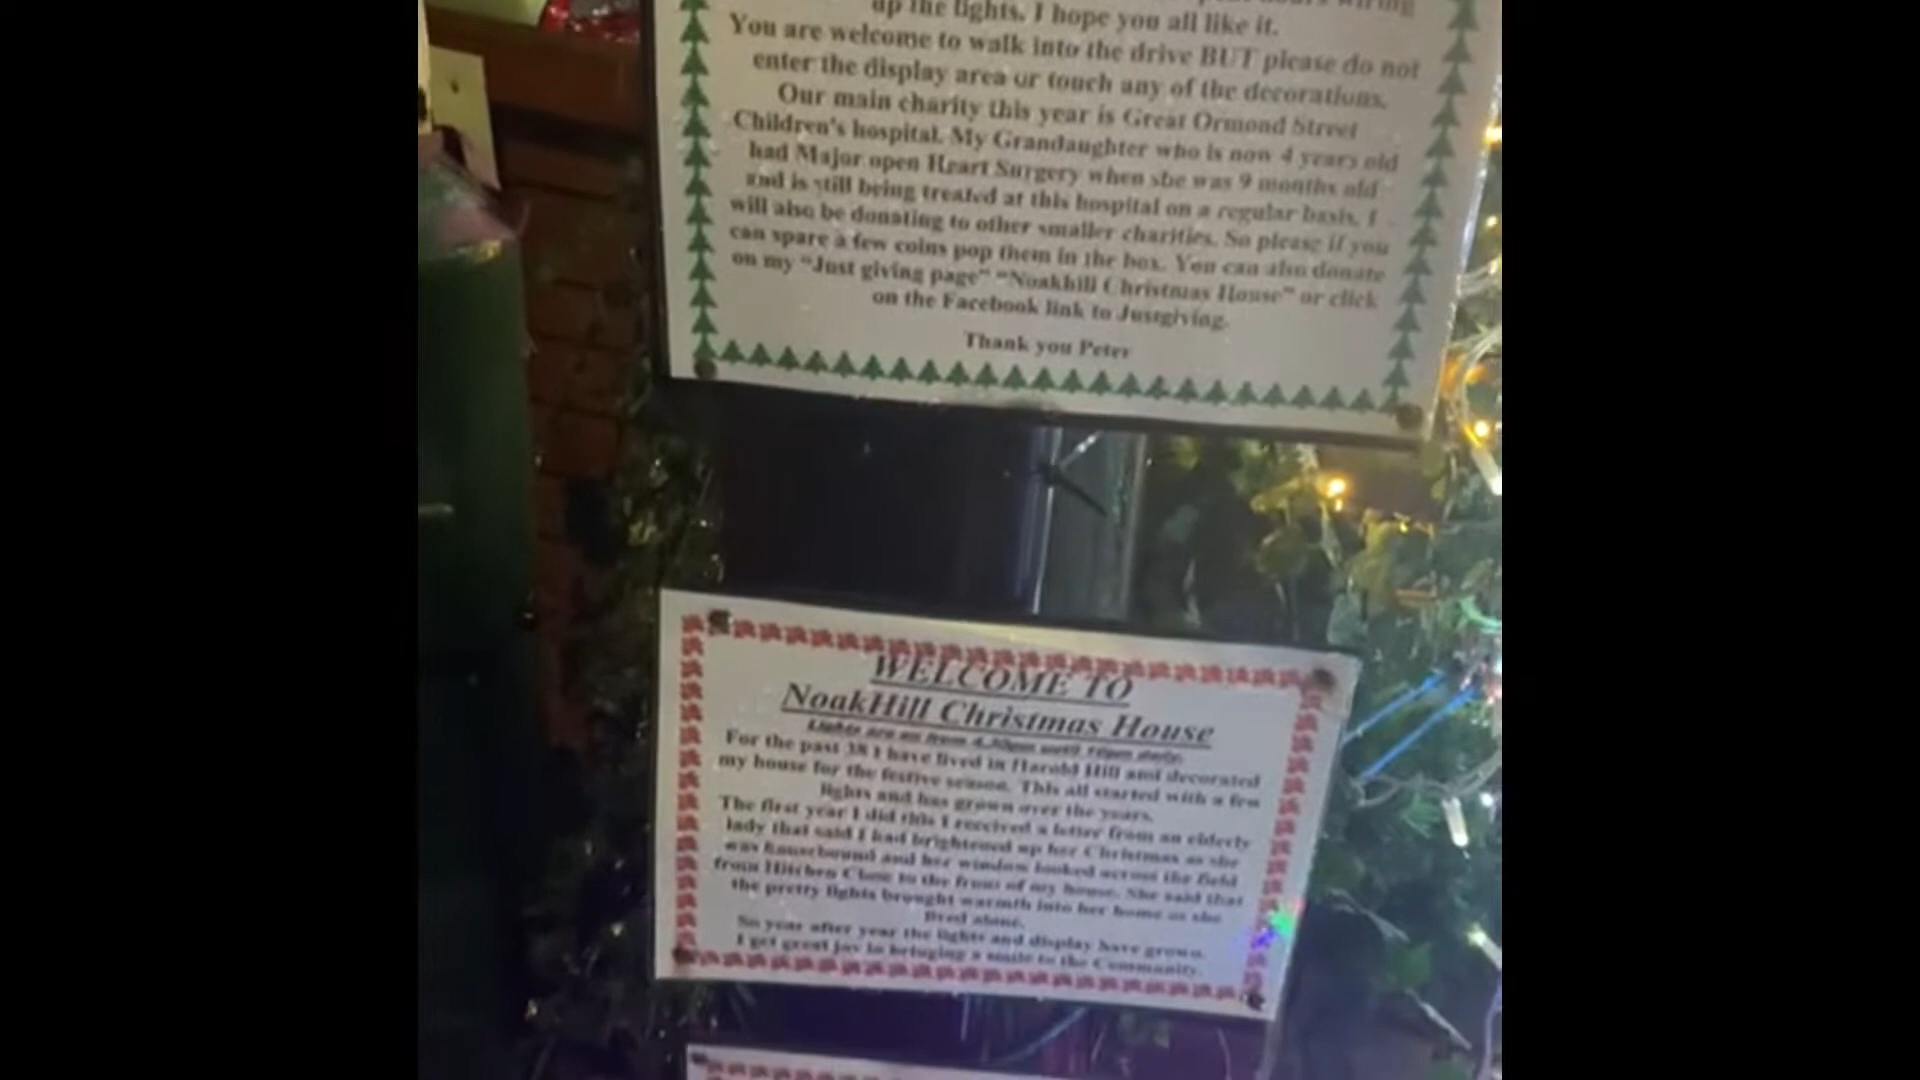 up the lights. I hope you all like it.
You are welcome to walk into the drive BUT please do not
enter the display area or touch any of the decorations.
Our main charity this year is Great Ormond Street
Children's hospital. My Grandaughter who is now 4 years old
had Major open Heart Surgery when she was 9 months old
and is still being treated at this hospital on a regular basis. I
will also be donating to other smaller charities. So please if you
can spare a few coins pop them in the box. You can also donate
on my "Just giving page" "Noakhill Christmas House" or click
on the Facebook link to Justgiving.
Thank you Peter
WELCOME TO
NoakHill Christmas House
Lights are on from 4.30pm until 10pm daily.
For the past 38 I have lived in Harold Hill and decorated
my house for the festive season. This all started with a few
lights and has grown over the years.
The first year I did this I received a letter from an elderly
lady that said I had brightened up her Christmas as she
was housebound and her window looked across the field
from Hitchen Close to the front of my house. She said that
the pretty lights brought warmth into her home as she
lived alone.
So year after year the lights and display have grown.
I get great joy in bringing a smile to the Community.